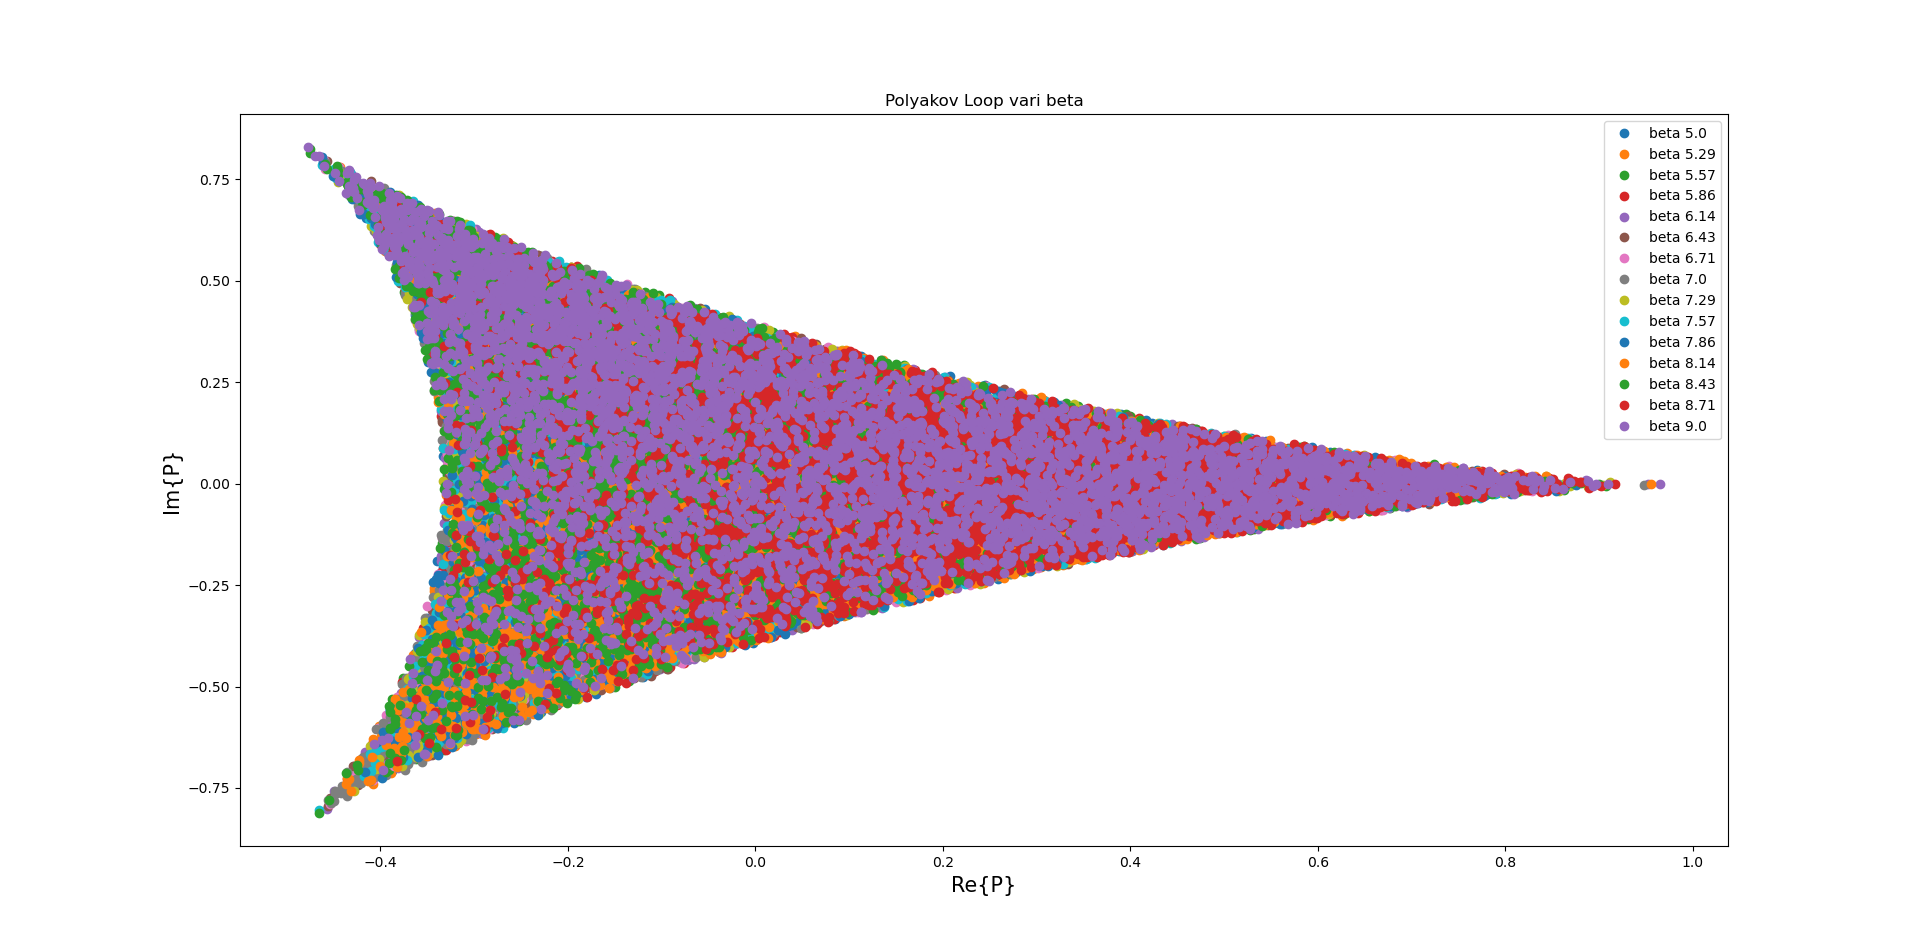 Polyakov Loop vari beta
beta 5.0
beta 5.29
beta 5.57
beta 5.86
beta 6.14
beta 6.43
beta 6.71
beta 7.0
beta 7.29
beta 7.57
beta 7.86
beta 8.14
beta 8.43
beta 8.71
beta 9.0
Im{P}
0.75
0.50
0.25
0.00
−0.25
−0.50
−0.75
−0.4 −0.2 0.0 0.2 0.4 0.6 0.8 1.0
Re{P}